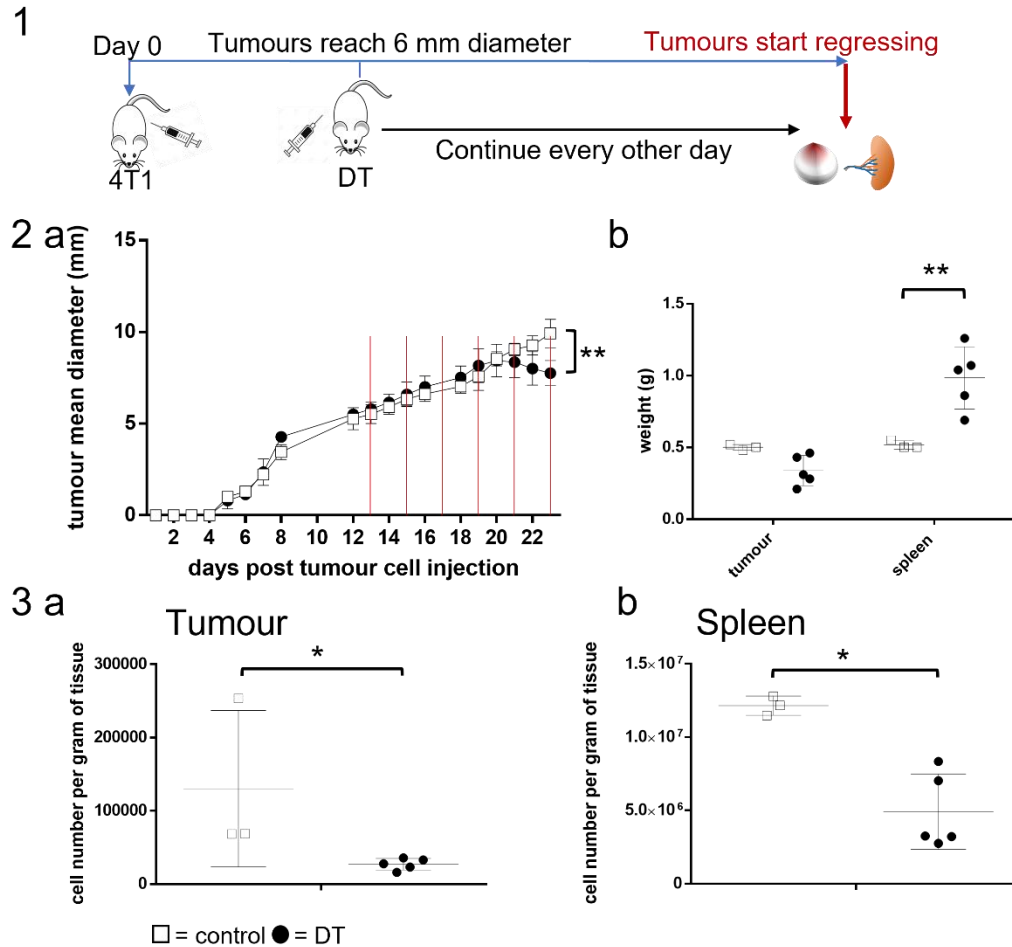 1
Day 0
Tumours reach 6 mm diameter
Tumours start regressing
4T1
DT
Continue every other day
2 a
tumour mean diameter (mm)
15
10
5
0
2 4 6 8 10 12 14 16 18 20 22
days post tumour cell injection
**
b
weight (g)
1.5
1.0
0.5
0.0
**
tumour
spleen
3 a
Tumour
cell number per gram of tissue
300000
200000
100000
0
*
b
Spleen
cell number per gram of tissue
1.5×10⁷
1.0×10⁷
5.0×10⁶
0
*
= control = DT